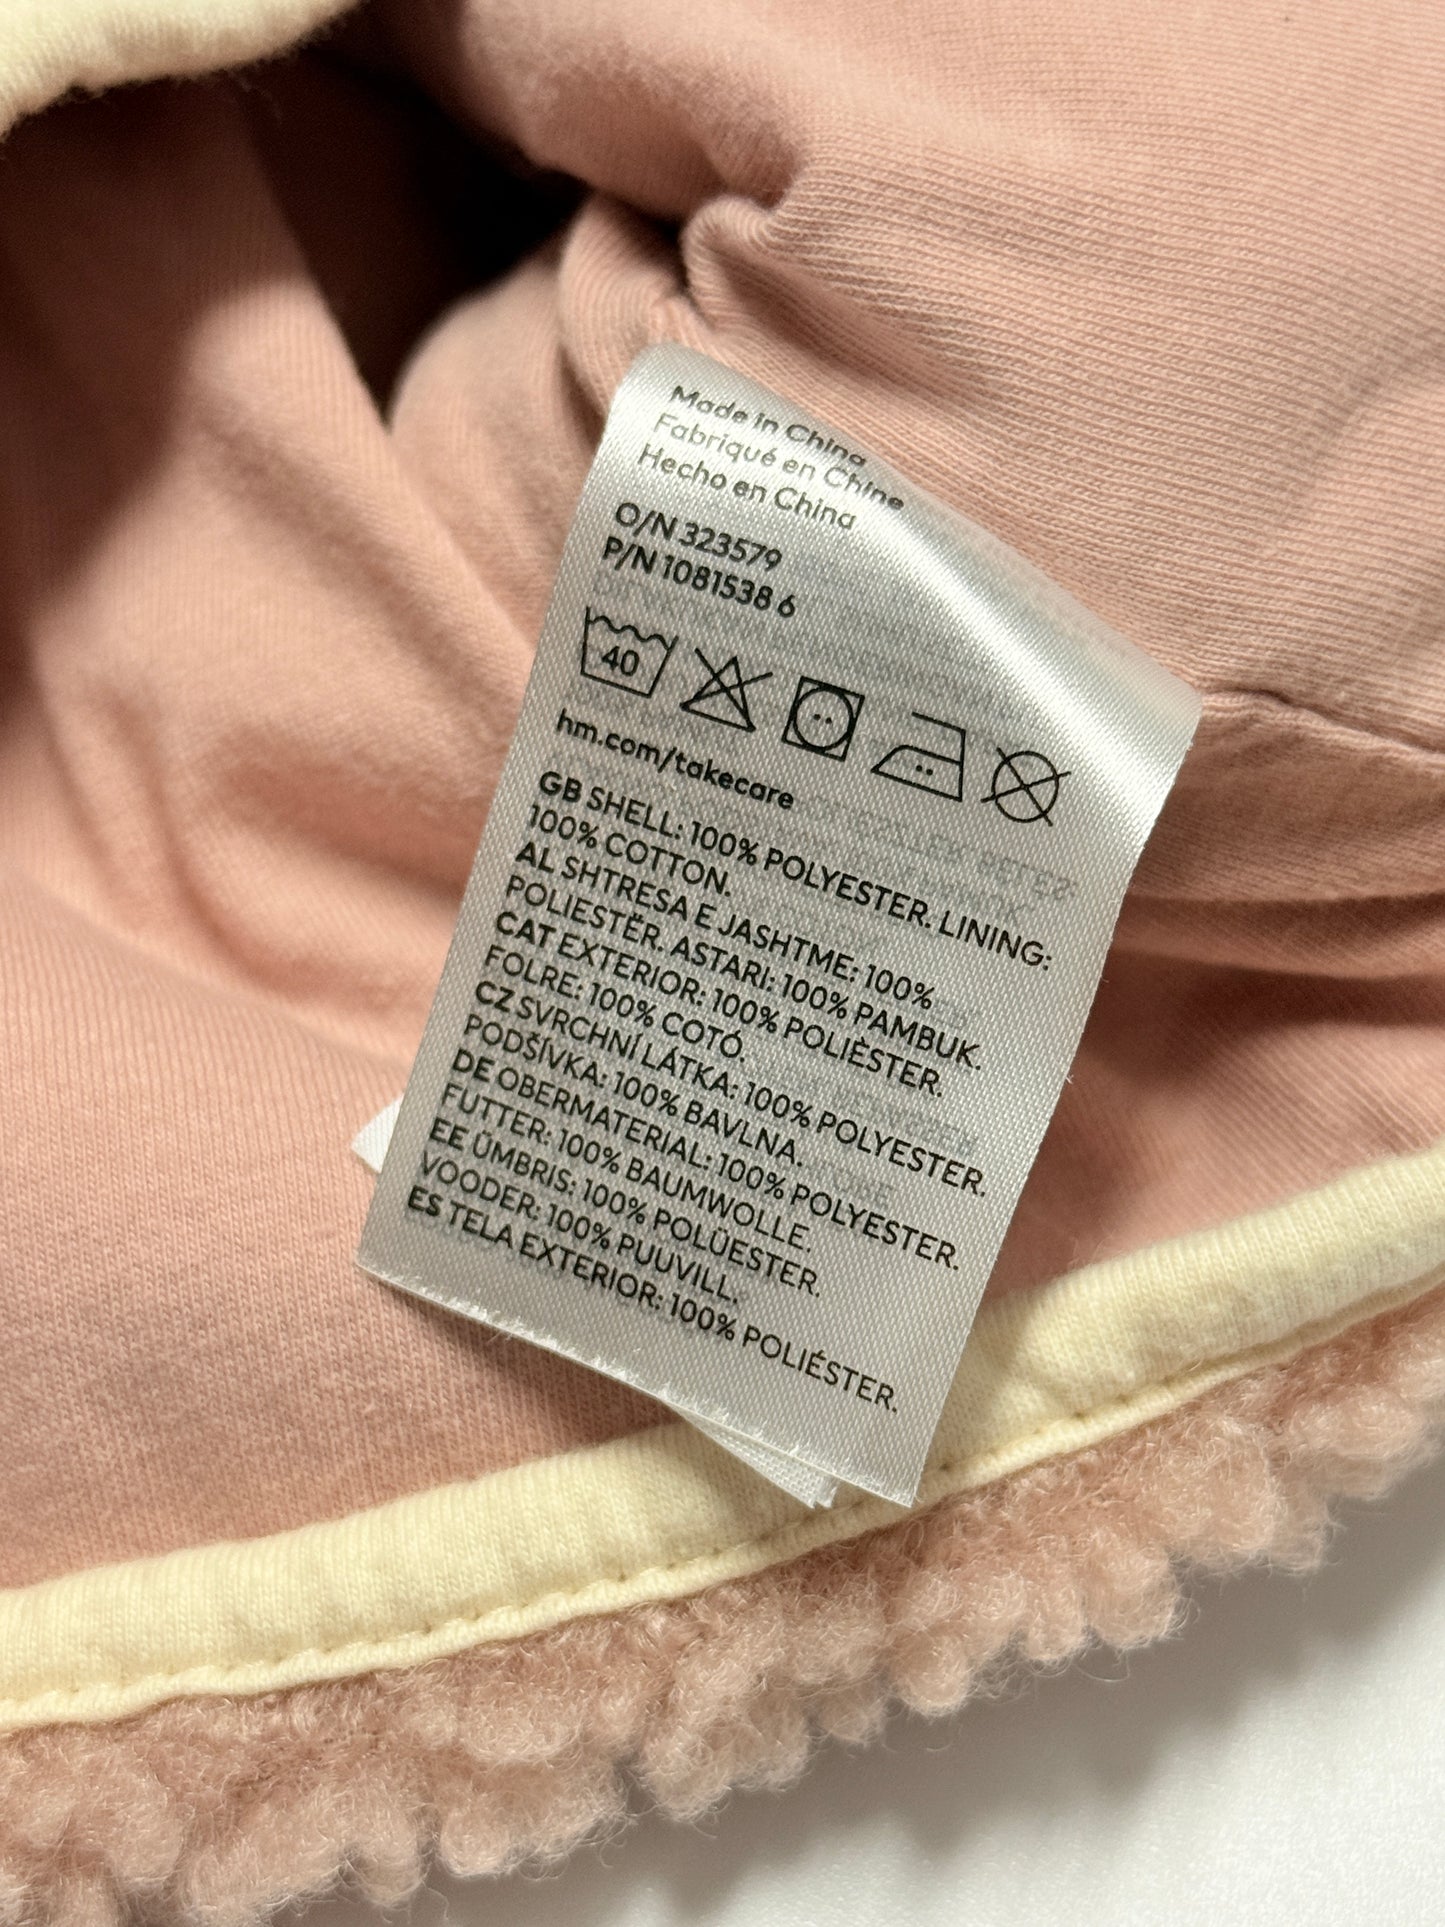 Made in China
Fabriqué en Chine
Hecho en China
O/N 323579
P/N 1081538 6
40
hm.com/takecare
GB SHELL: 100% POLYESTER. LINING:
100% COTTON.
AL SHTRESA E JASHTME: 100%
POLIESTËR. ASTARI: 100% PAMBUK.
CAT EXTERIOR: 100% POLIÈSTER.
FOLRE: 100% COTÓ.
CZ SVRCHNÍ LÁTKA: 100% POLYESTER.
PODŠÍVKA: 100% BAVLNA.
DE OBERMATERIAL: 100% POLYESTER.
FUTTER: 100% BAUMWOLLE.
EE ÜMBRIS: 100% POLÜESTER.
VOODER: 100% PUUVILL.
ES TELA EXTERIOR: 100% POLIÉSTER.